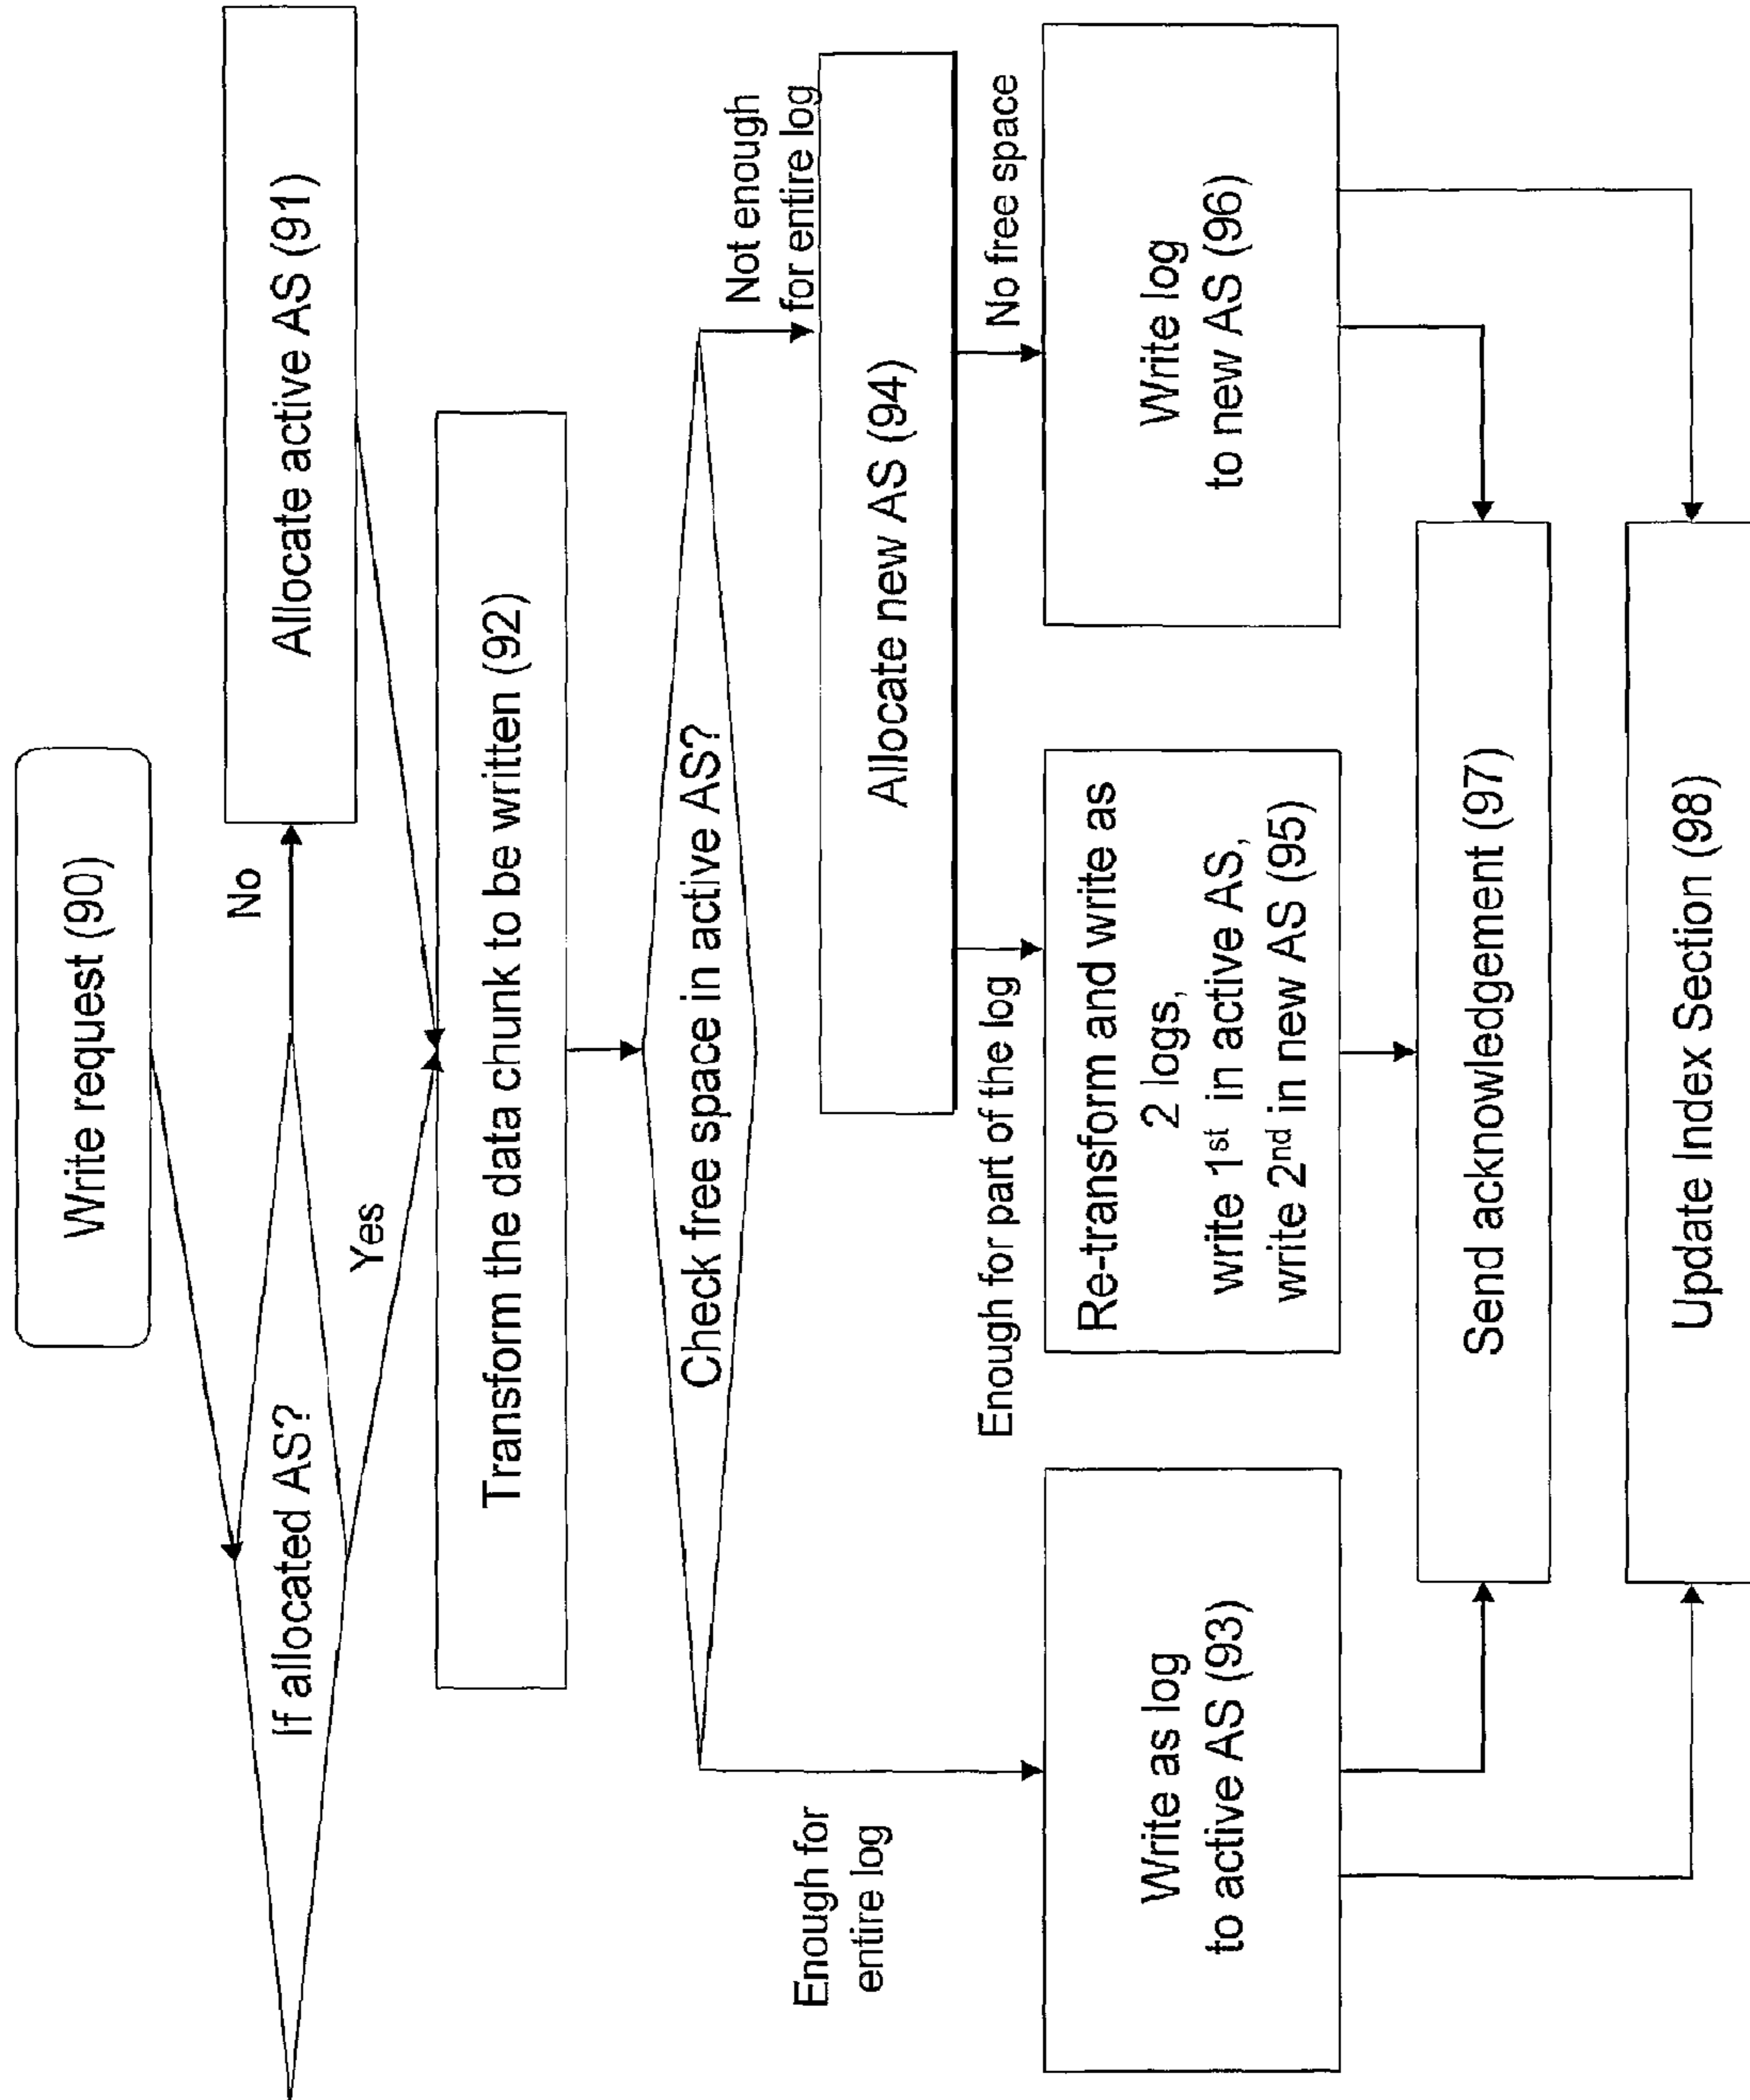 Write request (90)
If allocated AS?
No
Allocate active AS (91)
Yes
Transform the data chunk to be written (92)
Check free space in active AS?
Enough for
entire log
Not enough
for entire log
Allocate new AS (94)
Enough for part of the log
No free space
Write as log
to active AS (93)
Re-transform and write as
2 logs,
write 1st in active AS,
write 2nd in new AS (95)
Write log
to new AS (96)
Send acknowledgement (97)
Update Index Section (98)